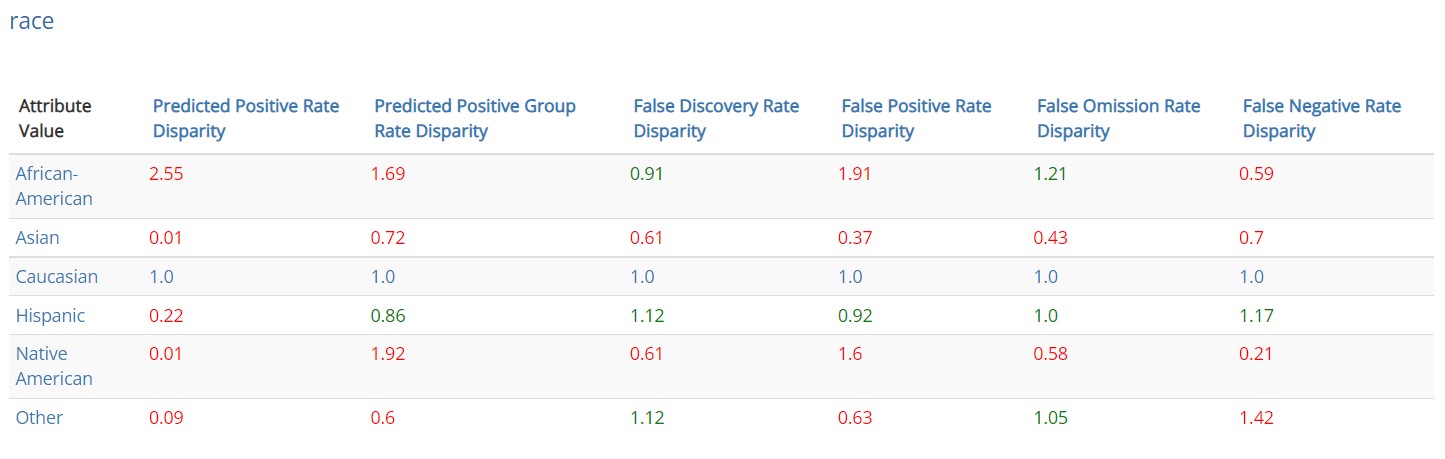 race
Attribute Value Predicted Positive Rate Disparity Predicted Positive Group Rate Disparity False Discovery Rate Disparity False Positive Rate Disparity False Omission Rate Disparity False Negative Rate Disparity
African-American 2.55 1.69 0.91 1.91 1.21 0.59
Asian 0.01 0.72 0.61 0.37 0.43 0.7
Caucasian 1.0 1.0 1.0 1.0 1.0 1.0
Hispanic 0.22 0.86 1.12 0.92 1.0 1.17
Native American 0.01 1.92 0.61 1.6 0.58 0.21
Other 0.09 0.6 1.12 0.63 1.05 1.42